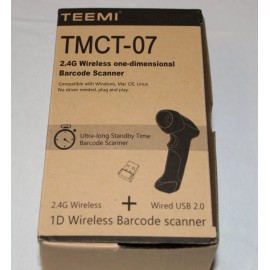 TEEMI
TMCT-07
2.4G Wireless one-dimensional
Barcode Scanner
Compatible with Windows, Mac OS, Linux
No driver needed, plug and play
Ultra-long Standby Time
Barcode Scanner
2.4G Wireless + Wired USB 2.0
1D Wireless Barcode scanner